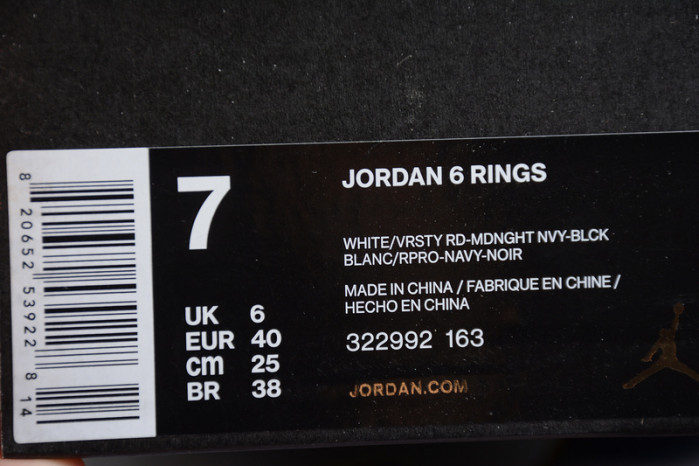 7
UK 6
EUR 40
cm 25
BR 38
JORDAN 6 RINGS
WHITE/VRSTY RD-MDNGHT NVY-BLCK
BLANC/RPRO-NAVY-NOIR
MADE IN CHINA / FABRIQUE EN CHINE /
HECHO EN CHINA
322992 163
JORDAN.COM
8 20652 53922 8 14